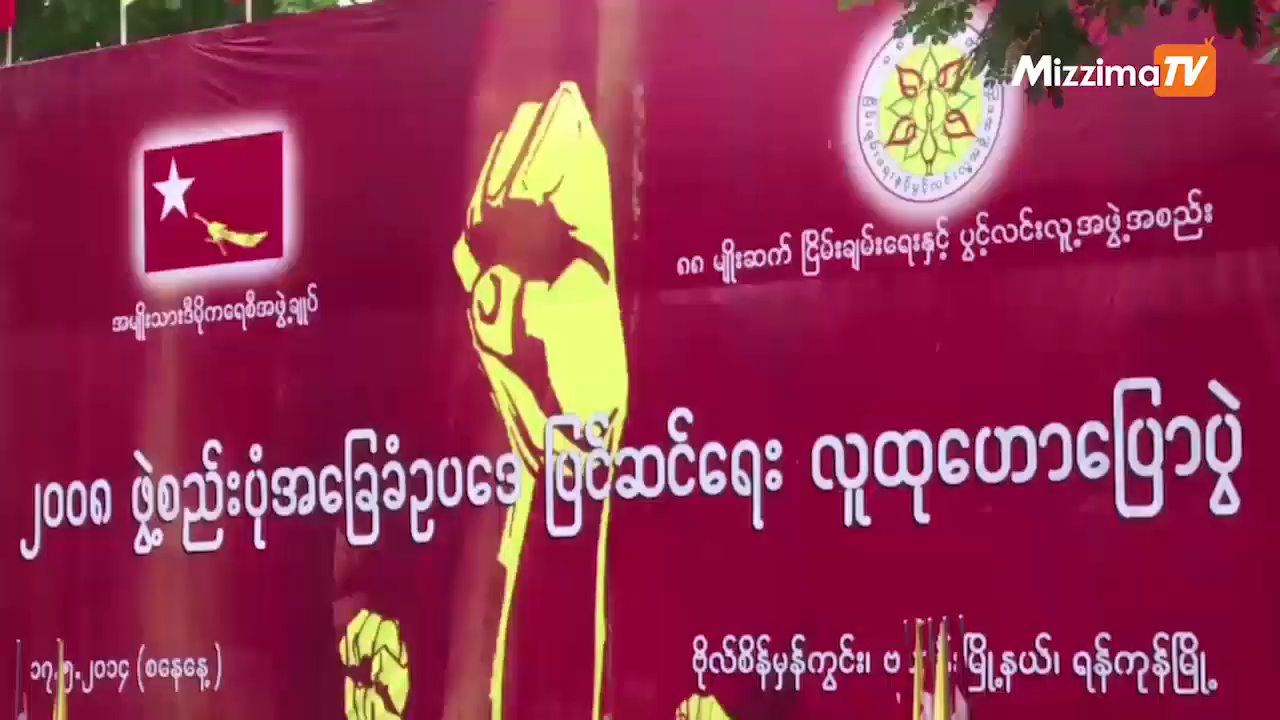 MizzimaTV
အမျိုးသားဒီမိုကရေစီအဖွဲ့ချုပ်
၈၈ မျိုးဆက် ငြိမ်းချမ်းရေးနှင့် ပွင့်လင်းလူ့အဖွဲ့အစည်း
၂၀၀၈ ဖွဲ့စည်းပုံအခြေခံဥပဒေ ပြင်ဆင်ရေး လူထုဟောပြောပွဲ
၁၇.၅.၂၀၁၄ (စနေနေ့)
ဗိုလ်စိန်မှန်ကွင်း၊ မြို့နယ်၊ ရန်ကုန်မြို့